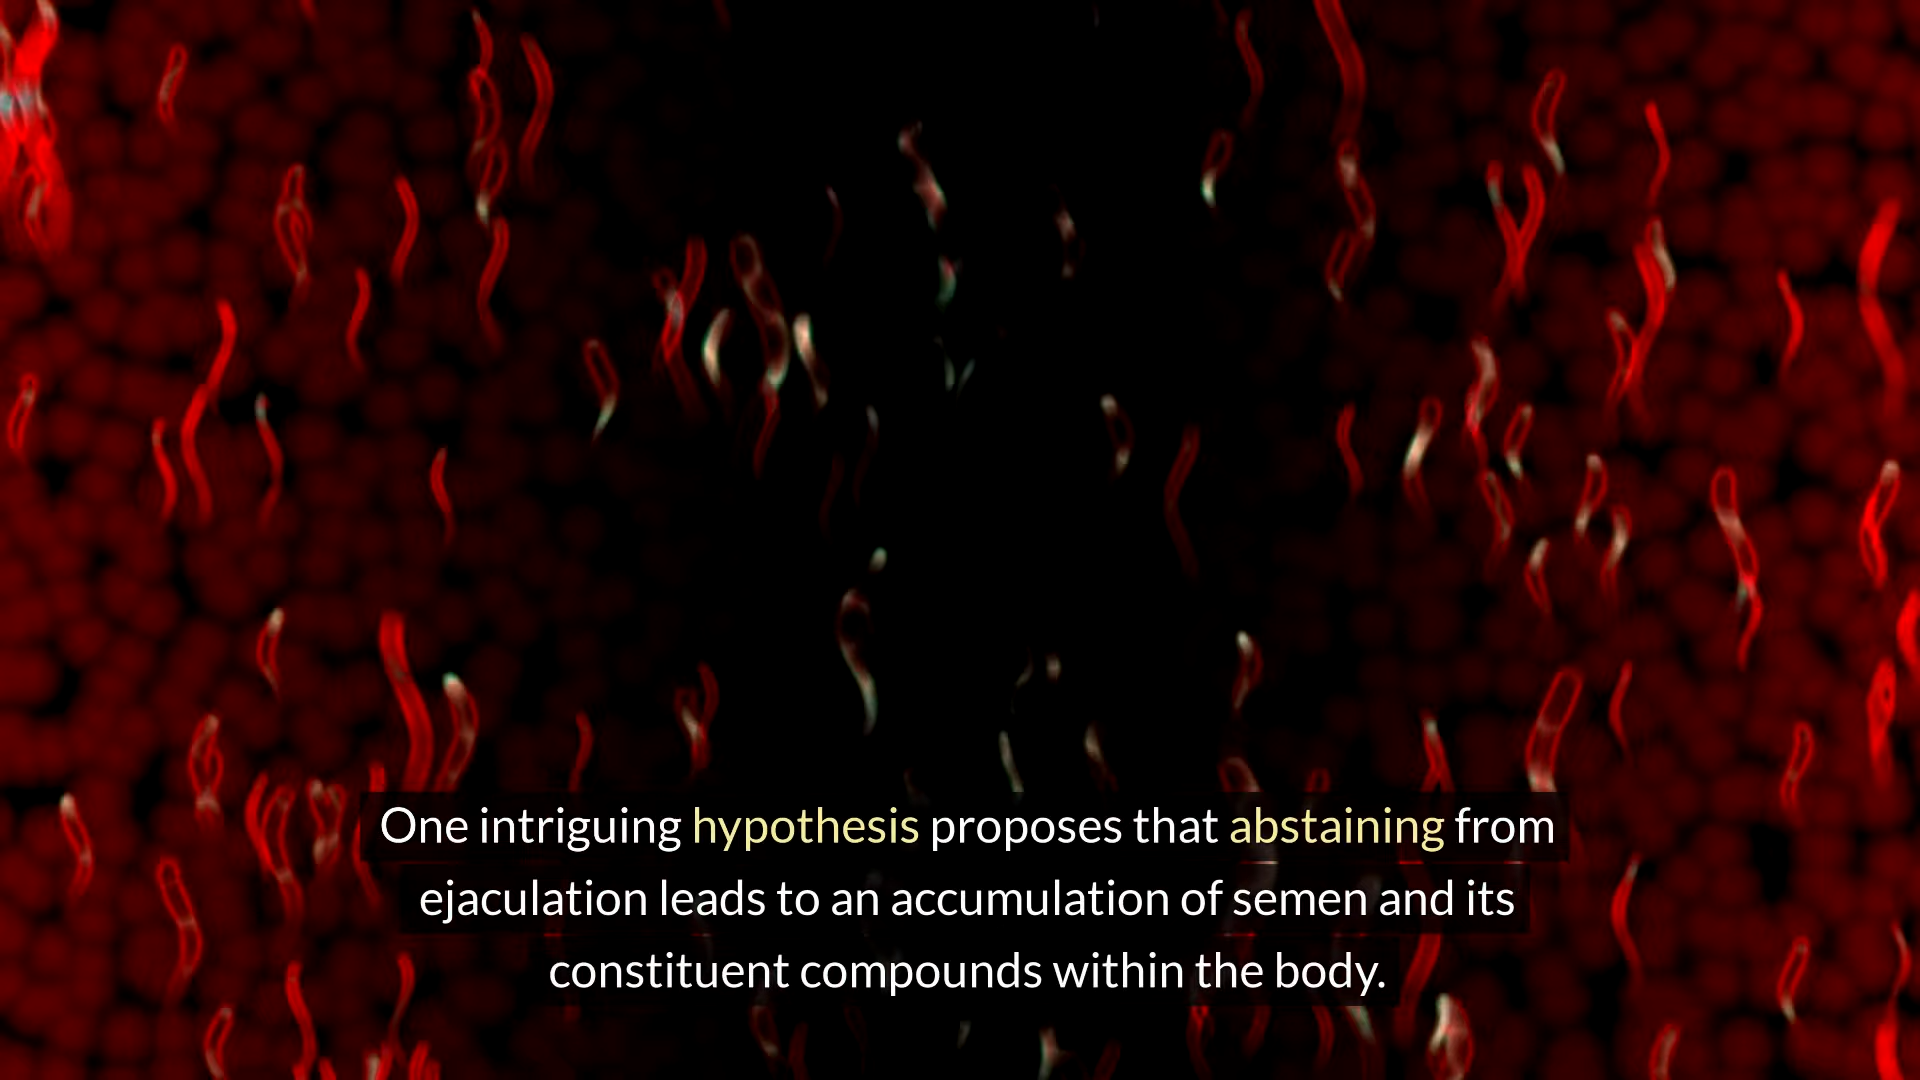 One intriguing hypothesis proposes that abstaining from
ejaculation leads to an accumulation of semen and its
constituent compounds within the body.